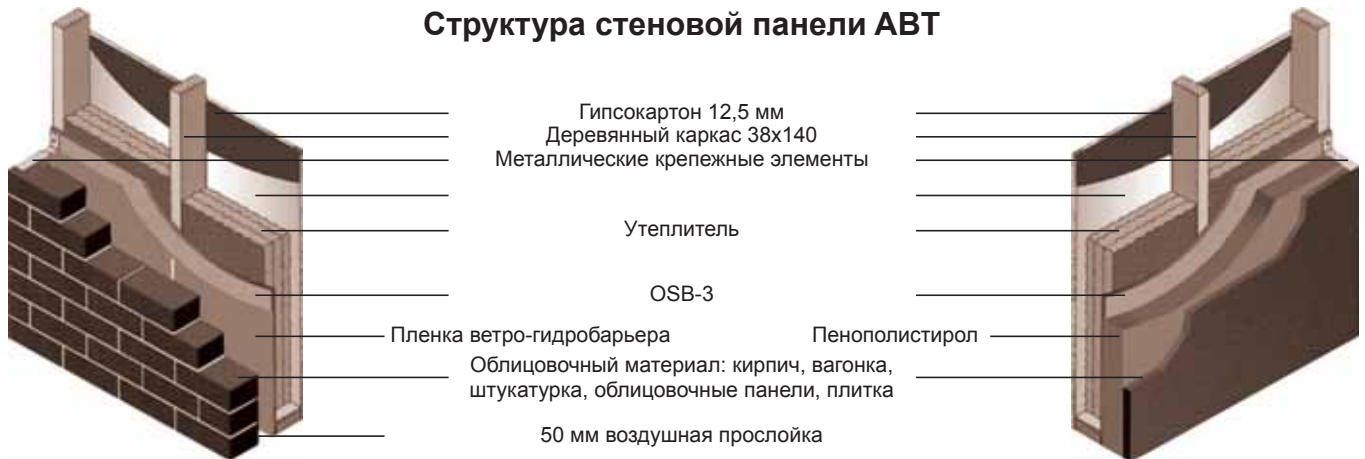 Структура стеновой панели АВТ
Гипсокартон 12,5 мм
Деревянный каркас 38х140
Металлические крепежные элементы
Утеплитель
OSB-3
Пленка ветро-гидробарьера
Пенополистирол
Облицовочный материал: кирпич, вагонка,
штукатурка, облицовочные панели, плитка
50 мм воздушная прослойка